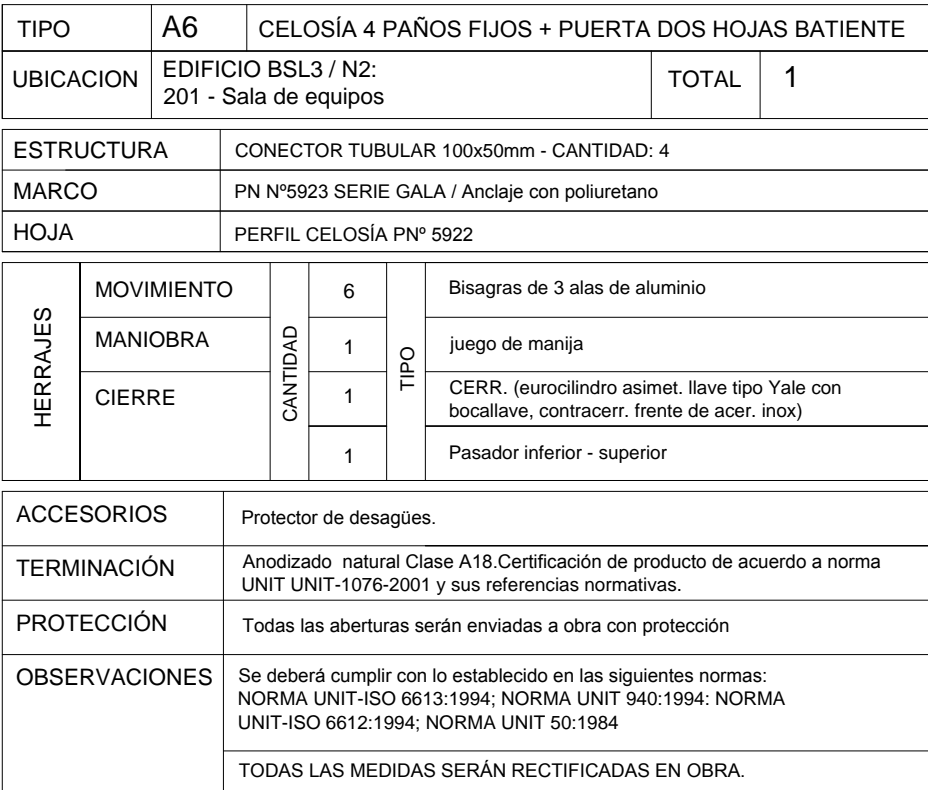 TIPO A6 CELOSÍA 4 PAÑOS FIJOS + PUERTA DOS HOJAS BATIENTE
UBICACION EDIFICIO BSL3 / N2:
201 - Sala de equipos
TOTAL 1
ESTRUCTURA CONECTOR TUBULAR 100x50mm - CANTIDAD: 4
MARCO PN Nº5923 SERIE GALA / Anclaje con poliuretano
HOJA PERFIL CELOSÍA PNº 5922
HERRAJES
CANTIDAD
TIPO
MOVIMIENTO 6 Bisagras de 3 alas de aluminio
MANIOBRA 1 juego de manija
CIERRE 1 CERR. (eurocilindro asimet. llave tipo Yale con
bocallave, contracerr. frente de acer. inox)
1 Pasador inferior - superior
ACCESORIOS Protector de desagües.
TERMINACIÓN Anodizado natural Clase A18.Certificación de producto de acuerdo a norma
UNIT UNIT-1076-2001 y sus referencias normativas.
PROTECCIÓN Todas las aberturas serán enviadas a obra con protección
OBSERVACIONES Se deberá cumplir con lo establecido en las siguientes normas:
NORMA UNIT-ISO 6613:1994; NORMA UNIT 940:1994: NORMA
UNIT-ISO 6612:1994; NORMA UNIT 50:1984
TODAS LAS MEDIDAS SERÁN RECTIFICADAS EN OBRA.